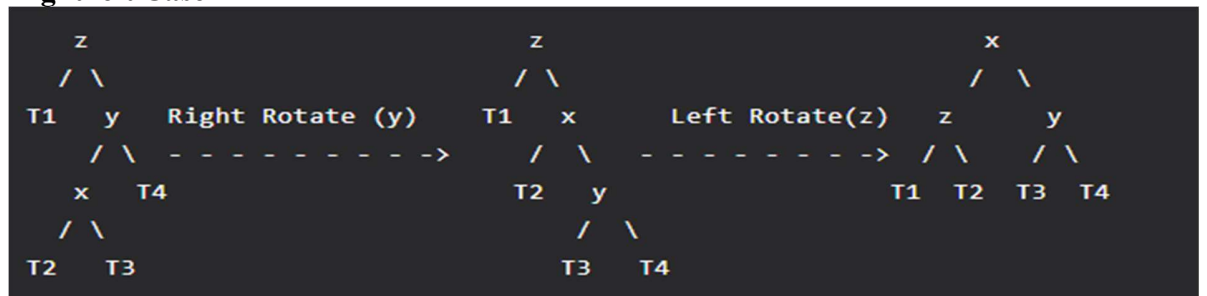 z z x
/ \ / \ / \
T1 y Right Rotate (y) T1 x Left Rotate(z) z y
/ \ - - - - - - - - -> / \ - - - - - - - -> / \ / \
x T4 T2 y T1 T2 T3 T4
/ \ / \
T2 T3 T3 T4